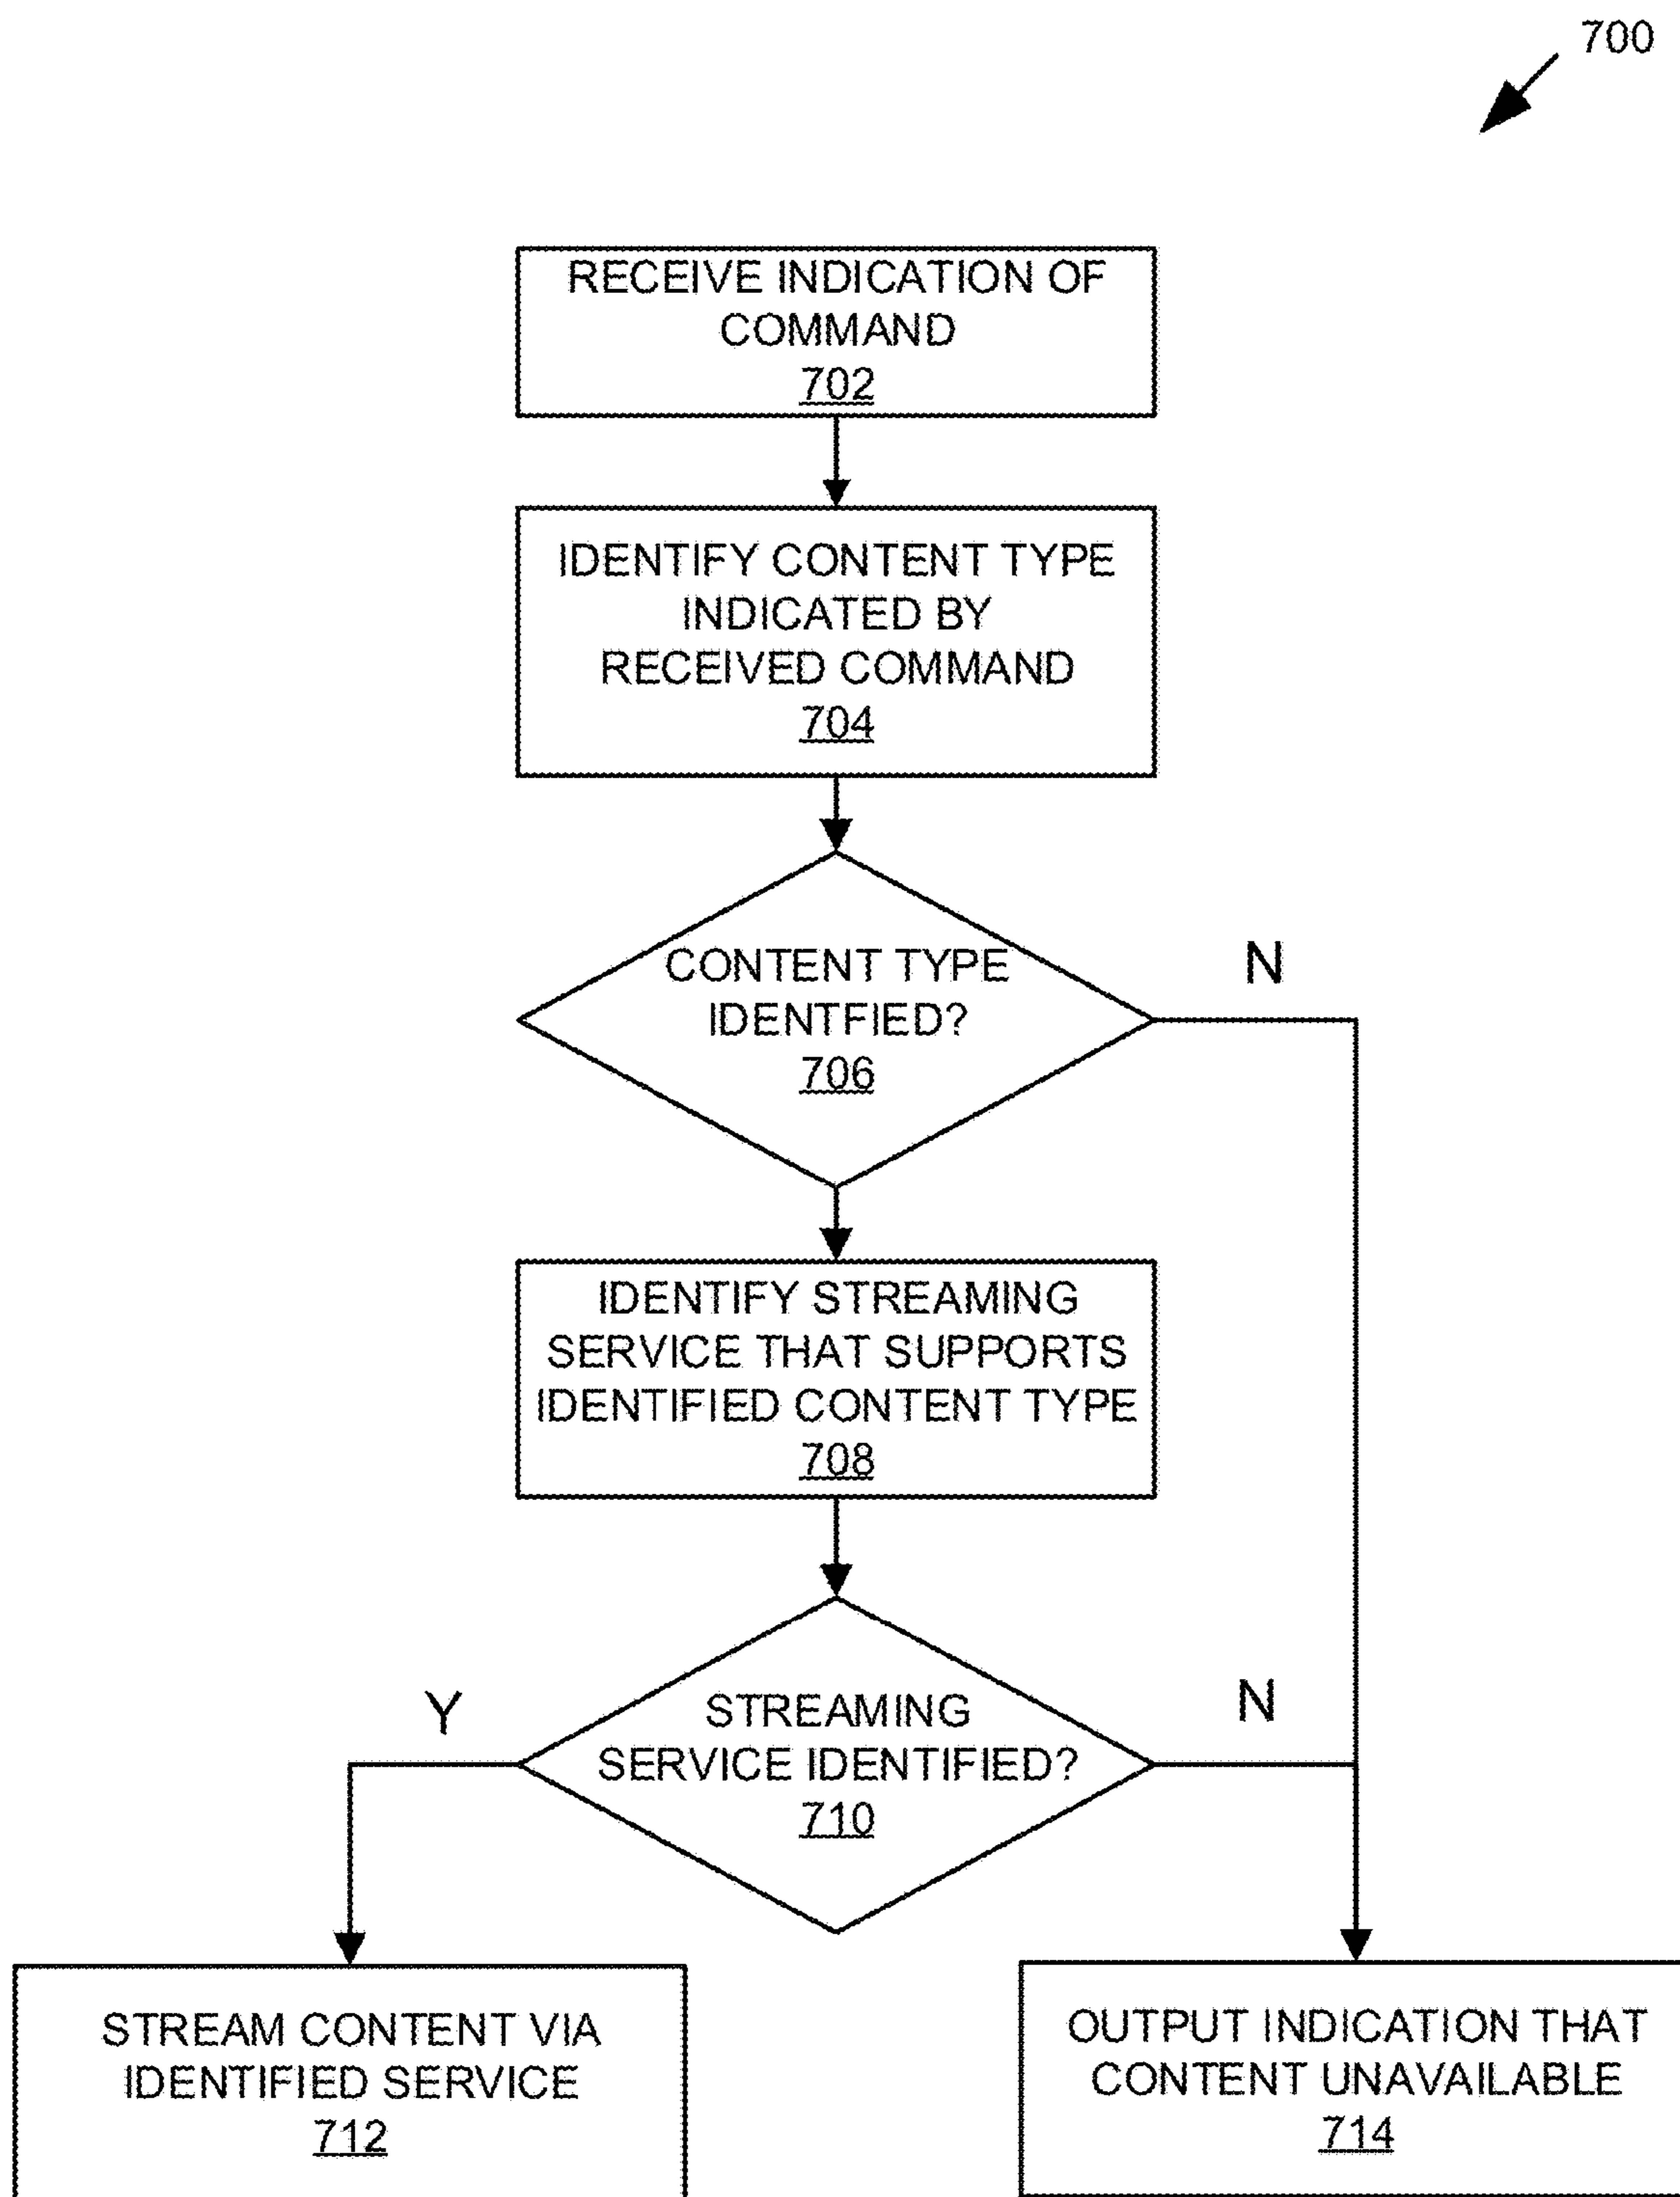 700
RECEIVE INDICATION OF
COMMAND
702
IDENTIFY CONTENT TYPE
INDICATED BY
RECEIVED COMMAND
704
CONTENT TYPE
IDENTFIED?
706
N
IDENTIFY STREAMING
SERVICE THAT SUPPORTS
IDENTIFIED CONTENT TYPE
708
Y
STREAMING
SERVICE IDENTIFIED?
710
N
STREAM CONTENT VIA
IDENTIFIED SERVICE
712
OUTPUT INDICATION THAT
CONTENT UNAVAILABLE
714